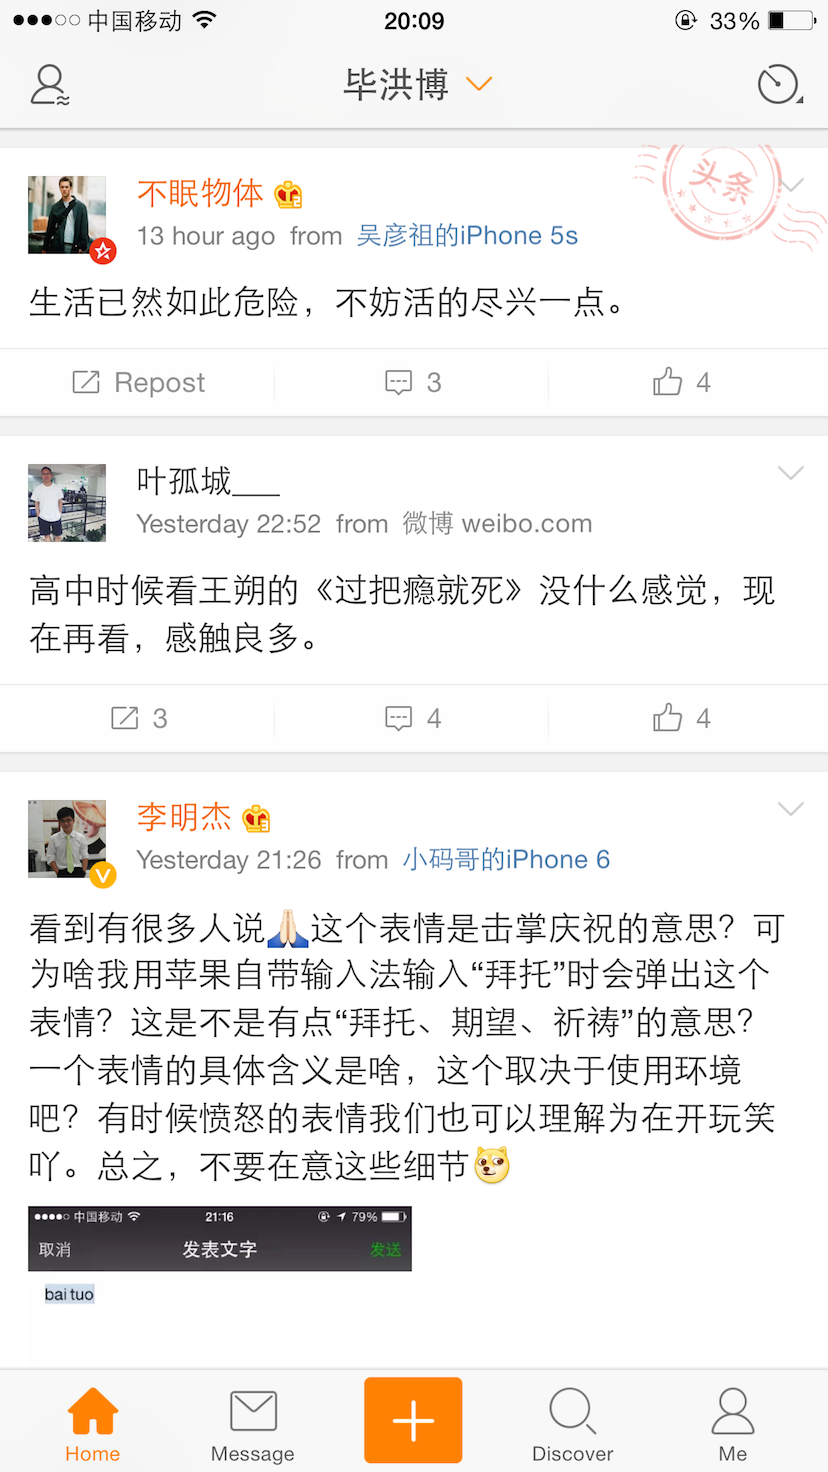 中国移动 20:09 33%
毕洪博
头条
不眠物体
13 hour ago from 吴彦祖的iPhone 5s
生活已然如此危险，不妨活的尽兴一点。
Repost 3 4
叶孤城___
Yesterday 22:52 from 微博 weibo.com
高中时候看王朔的《过把瘾就死》没什么感觉，现
在再看，感触良多。
3 4 4
李明杰
Yesterday 21:26 from 小码哥的iPhone 6
看到有很多人说🙏🏻这个表情是击掌庆祝的意思？可
为啥我用苹果自带输入法输入“拜托”时会弹出这个
表情？这是不是有点“拜托、期望、祈祷”的意思？
一个表情的具体含义是啥，这个取决于使用环境
吧？有时候愤怒的表情我们也可以理解为在开玩笑
吖。总之，不要在意这些细节
中国移动 21:16 79%
取消 发表文字 发送
bai tuo
Home Message Discover Me